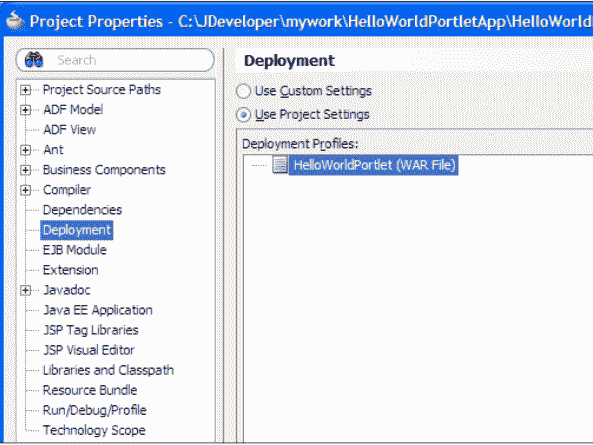 Project Properties - C:\JDeveloper\mywork\HelloWorldPortletApp\HelloWorld
Search
Project Source Paths
ADF Model
ADF View
Ant
Business Components
Compiler
Dependencies
Deployment
EJB Module
Extension
Javadoc
Java EE Application
JSP Tag Libraries
JSP Visual Editor
Libraries and Classpath
Resource Bundle
Run/Debug/Profile
Technology Scope
Deployment
Use Custom Settings
Use Project Settings
Deployment Profiles:
HelloWorldPortlet (WAR File)